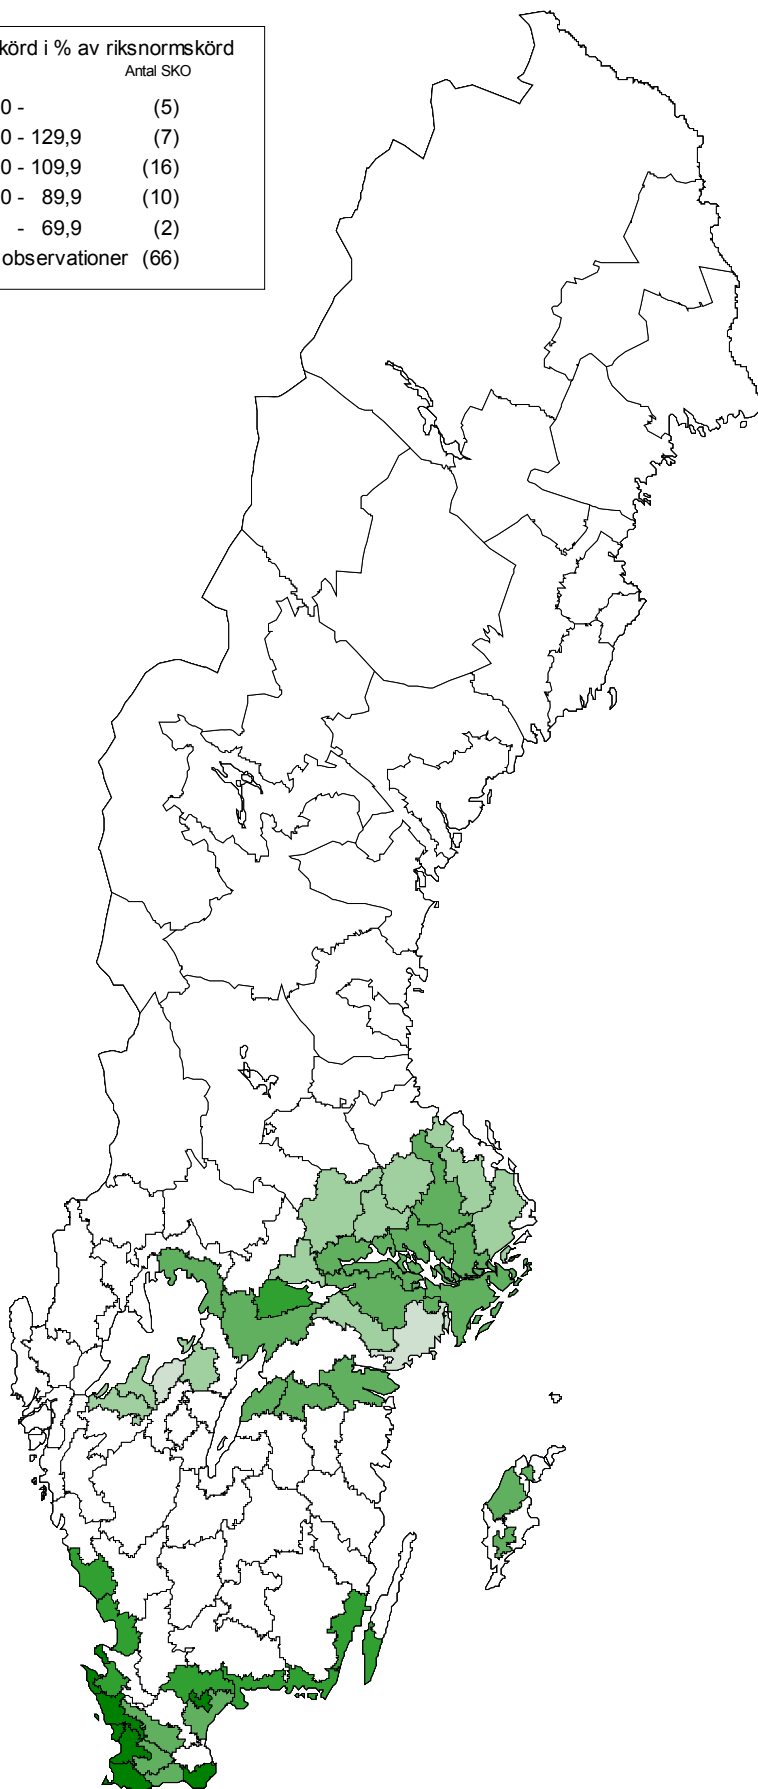 körd i % av riksnormskörd
Antal SKO
0 - (5)
0 - 129,9 (7)
0 - 109,9 (16)
0 - 89,9 (10)
- 69,9 (2)
observationer (66)